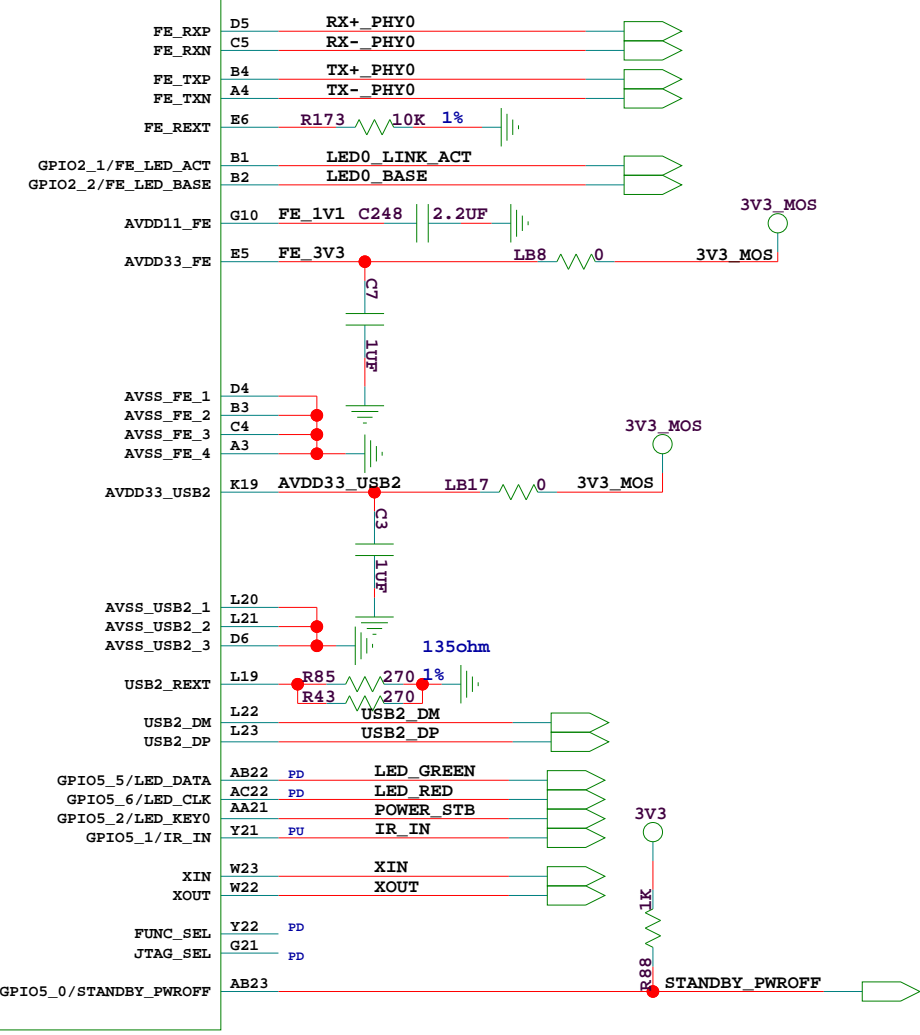 FE_RXP D5 RX+_PHY0
FE_RXN C5 RX-_PHY0
FE_TXP B4 TX+_PHY0
FE_TXN A4 TX-_PHY0
FE_REXT E6 R173 10K 1%
GPIO2_1/FE_LED_ACT B1 LED0_LINK_ACT
GPIO2_2/FE_LED_BASE B2 LED0_BASE
3V3_MOS
AVDD11_FE G10 FE_1V1 C248 2.2UF
AVDD33_FE E5 FE_3V3 LB8 0 3V3_MOS
C7
1UF
AVSS_FE_1 D4
AVSS_FE_2 B3
AVSS_FE_3 C4
AVSS_FE_4 A3
3V3_MOS
AVDD33_USB2 K19 AVDD33_USB2 LB17 0 3V3_MOS
C3
1UF
AVSS_USB2_1 L20
AVSS_USB2_2 L21
AVSS_USB2_3 D6
135ohm
USB2_REXT L19 R85 270 1%
R43 270
USB2_DM L22 USB2_DM
USB2_DP L23 USB2_DP
GPIO5_5/LED_DATA AB22 PD LED_GREEN
GPIO5_6/LED_CLK AC22 PD LED_RED
GPIO5_2/LED_KEY0 AA21 POWER_STB
GPIO5_1/IR_IN Y21 PU IR_IN
3V3
XIN W23 XIN
XOUT W22 XOUT
1K
FUNC_SEL Y22 PD
JTAG_SEL G21 PD
R88
GPIO5_0/STANDBY_PWROFF AB23 STANDBY_PWROFF